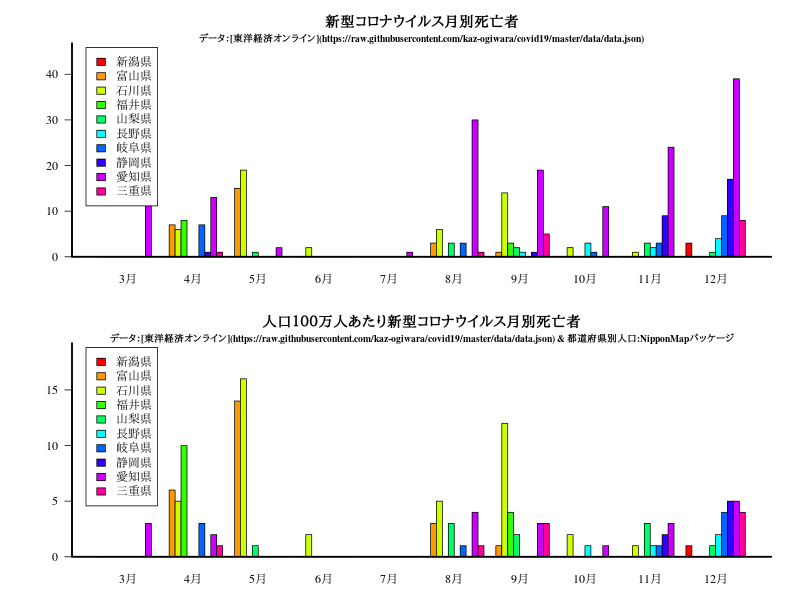 新型コロナウイルス月別死亡者
データ：[東洋経済オンライン](https://raw.githubusercontent.com/kaz-ogiwara/covid19/master/data/data.json)
新潟県
富山県
石川県
福井県
山梨県
長野県
岐阜県
静岡県
愛知県
三重県
40
30
20
10
0
3月 4月 5月 6月 7月 8月 9月 10月 11月 12月
人口100万人あたり新型コロナウイルス月別死亡者
データ：[東洋経済オンライン](https://raw.githubusercontent.com/kaz-ogiwara/covid19/master/data/data.json) & 都道府県別人口:NipponMapパッケージ
新潟県
富山県
石川県
福井県
山梨県
長野県
岐阜県
静岡県
愛知県
三重県
15
10
5
0
3月 4月 5月 6月 7月 8月 9月 10月 11月 12月